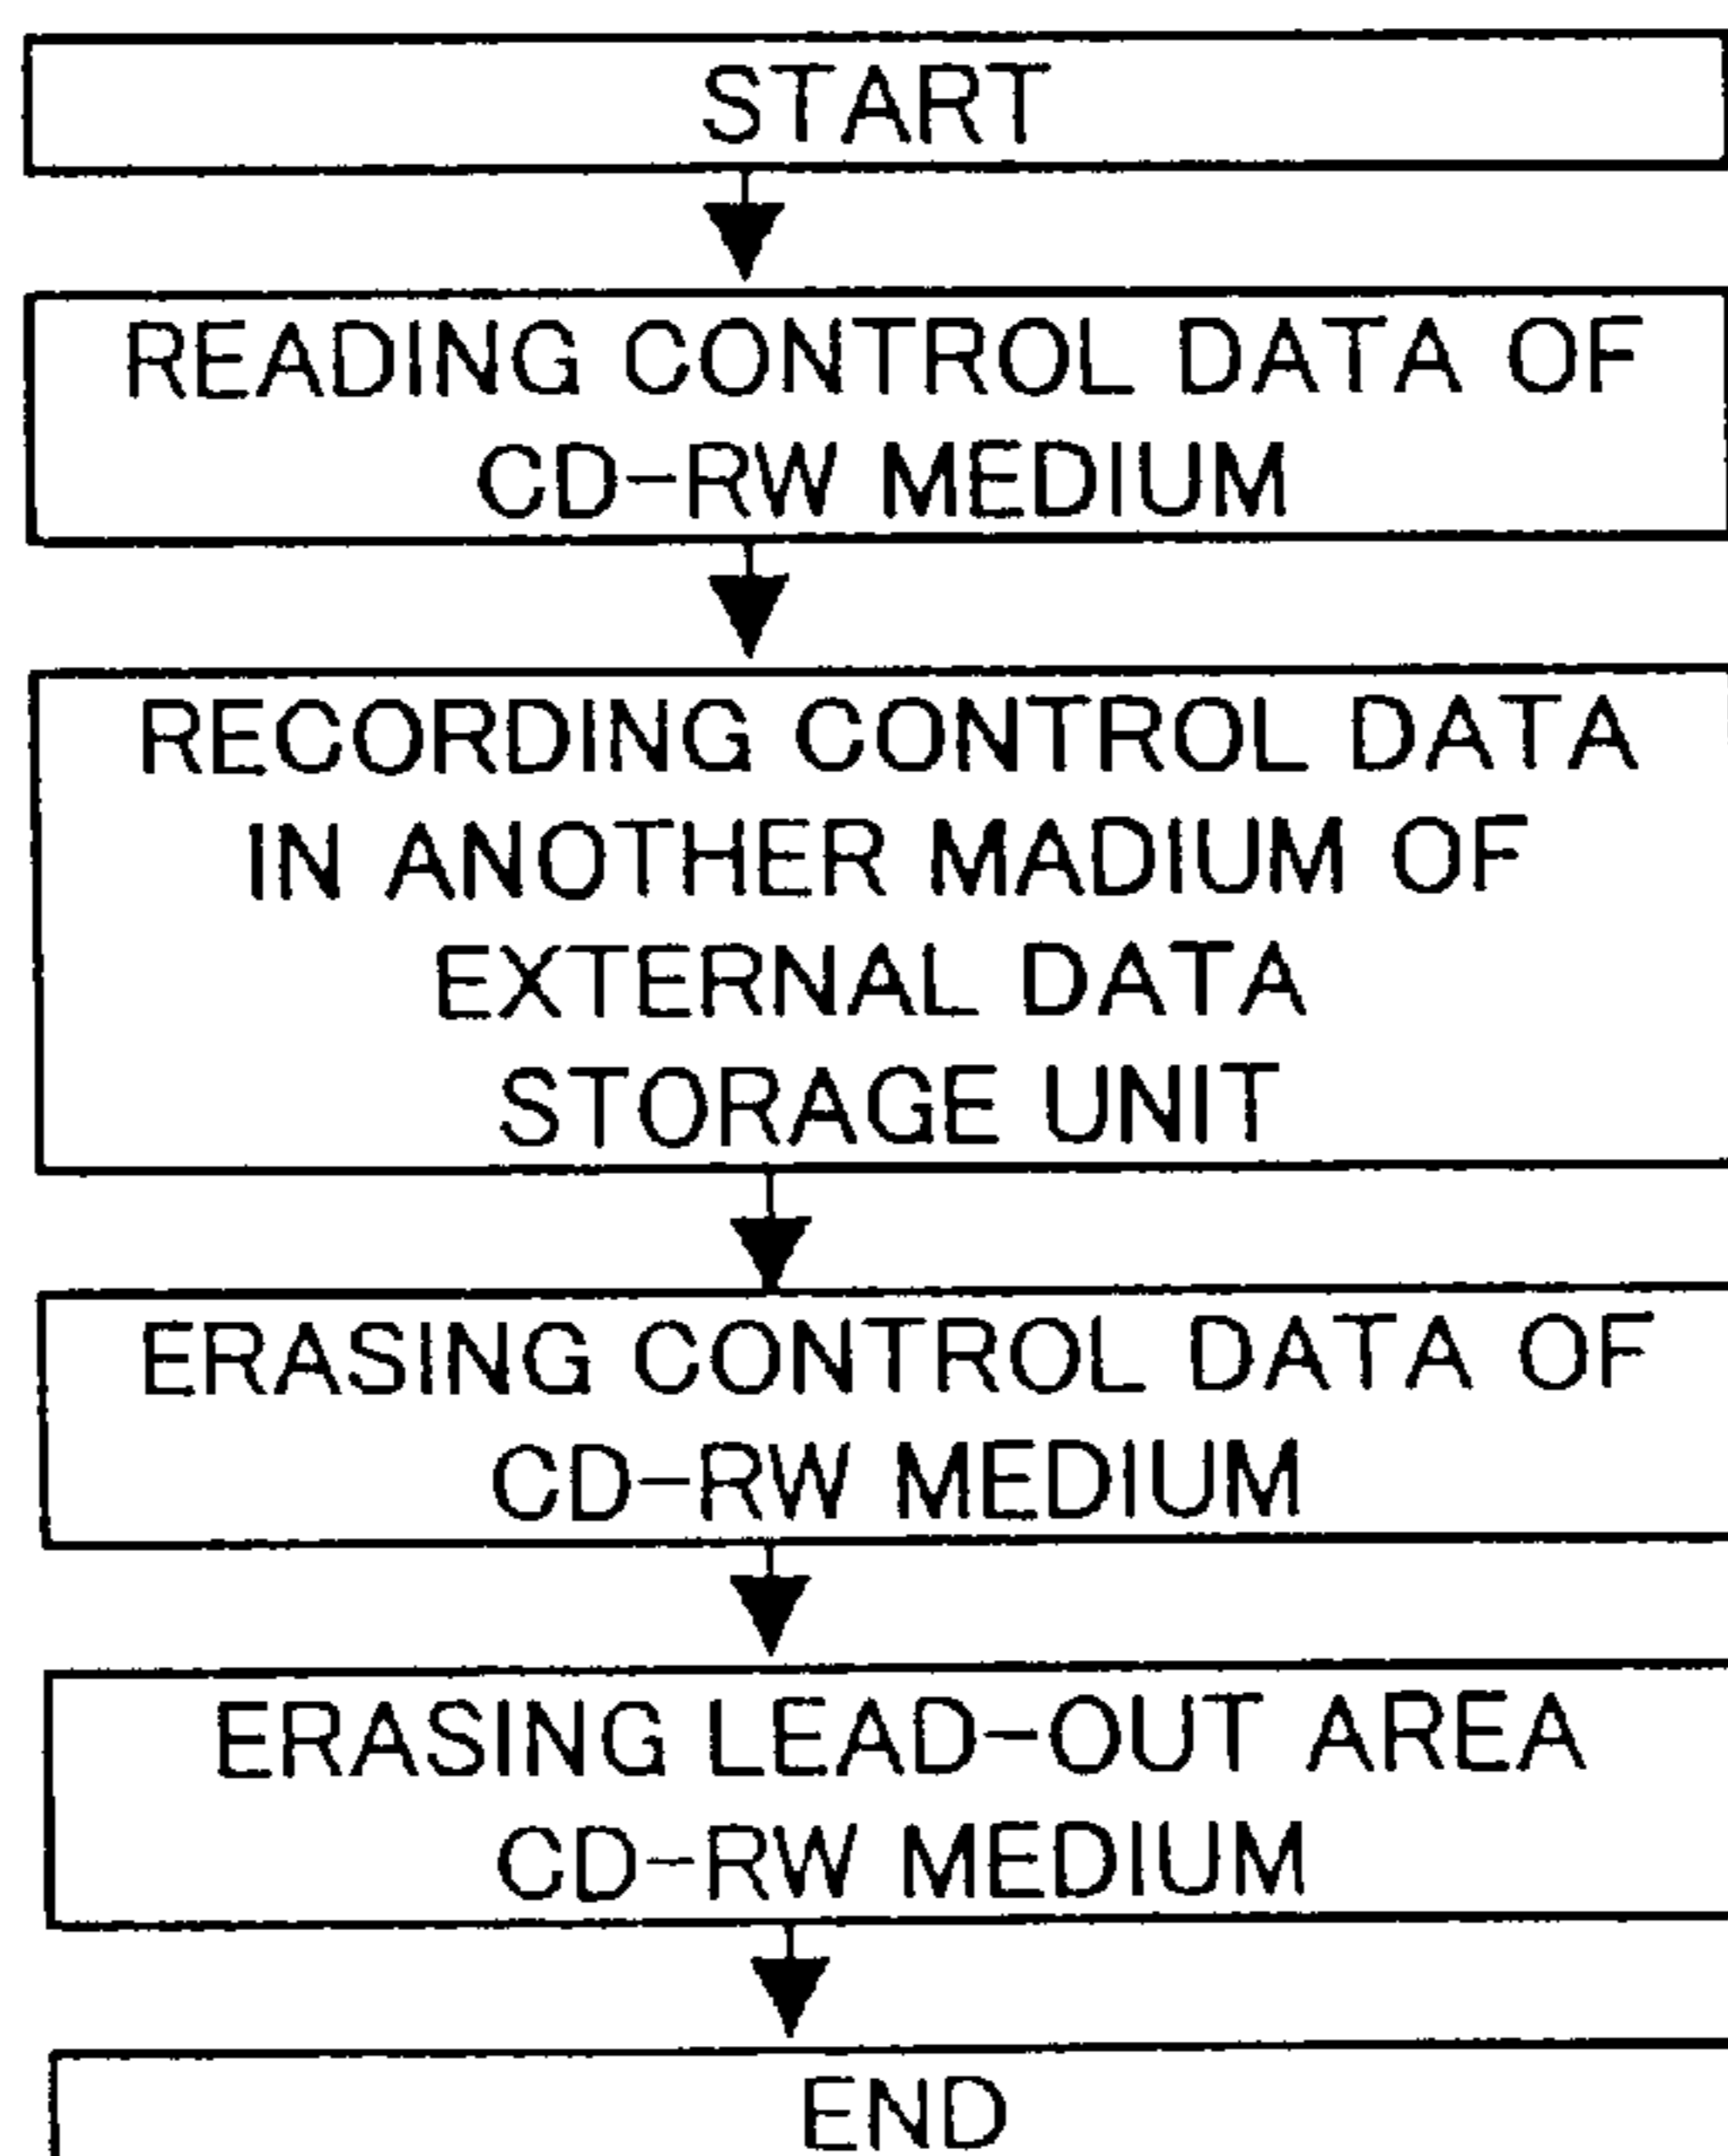 START
READING CONTROL DATA OF
CD-RW MEDIUM
RECORDING CONTROL DATA
IN ANOTHER MADIUM OF
EXTERNAL DATA
STORAGE UNIT
ERASING CONTROL DATA OF
CD-RW MEDIUM
ERASING LEAD-OUT AREA
CD-RW MEDIUM
END